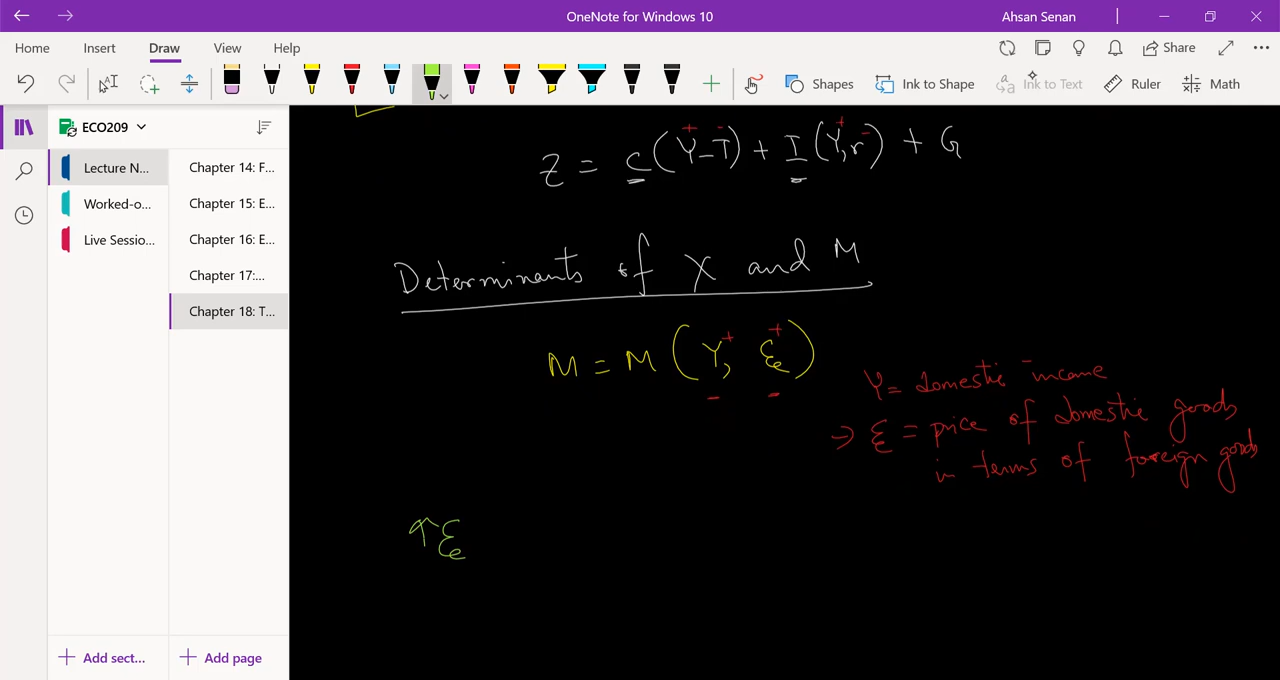 OneNote for Windows 10
Ahsan Senan
Home Insert Draw View Help
Share
Shapes Ink to Shape Ink to Text Ruler Math
ECO209
Lecture N...
Worked-o...
Live Sessio...
Chapter 14: F...
Chapter 15: E...
Chapter 16: E...
Chapter 17:...
Chapter 18: T...
Add sect...
Add page
+ - + -
Z = C(Y-T) + I(Y,r) + G
Determinants of X and M
+ +
M = M (Y, ε)
Y = domestic income
→ ε = price of domestic goods
in terms of foreign goods
↑ε